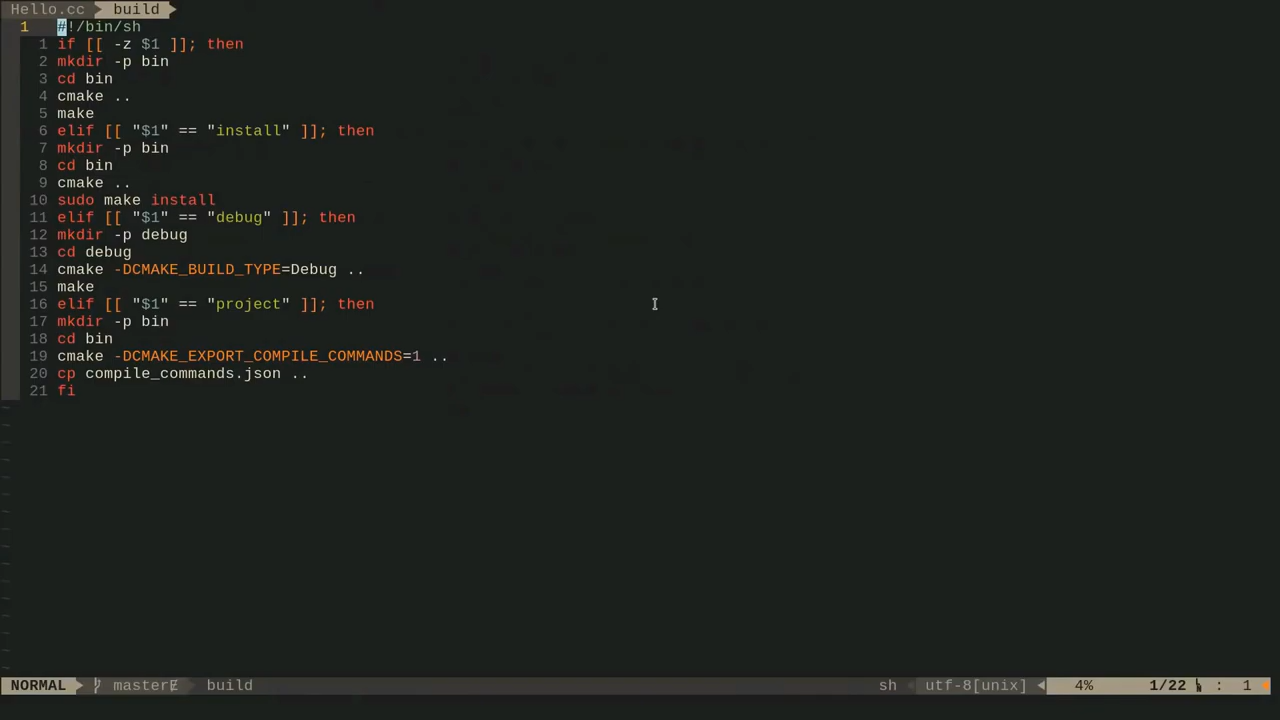 Hello.cc build
1 #!/bin/sh
1 if [[ -z $1 ]]; then
2 mkdir -p bin
3 cd bin
4 cmake ..
5 make
6 elif [[ "$1" == "install" ]]; then
7 mkdir -p bin
8 cd bin
9 cmake ..
10 sudo make install
11 elif [[ "$1" == "debug" ]]; then
12 mkdir -p debug
13 cd debug
14 cmake -DCMAKE_BUILD_TYPE=Debug ..
15 make
16 elif [[ "$1" == "project" ]]; then
17 mkdir -p bin
18 cd bin
19 cmake -DCMAKE_EXPORT_COMPILE_COMMANDS=1 ..
20 cp compile_commands.json ..
21 fi
NORMAL master build sh utf-8[unix] 4% 1/22 : 1